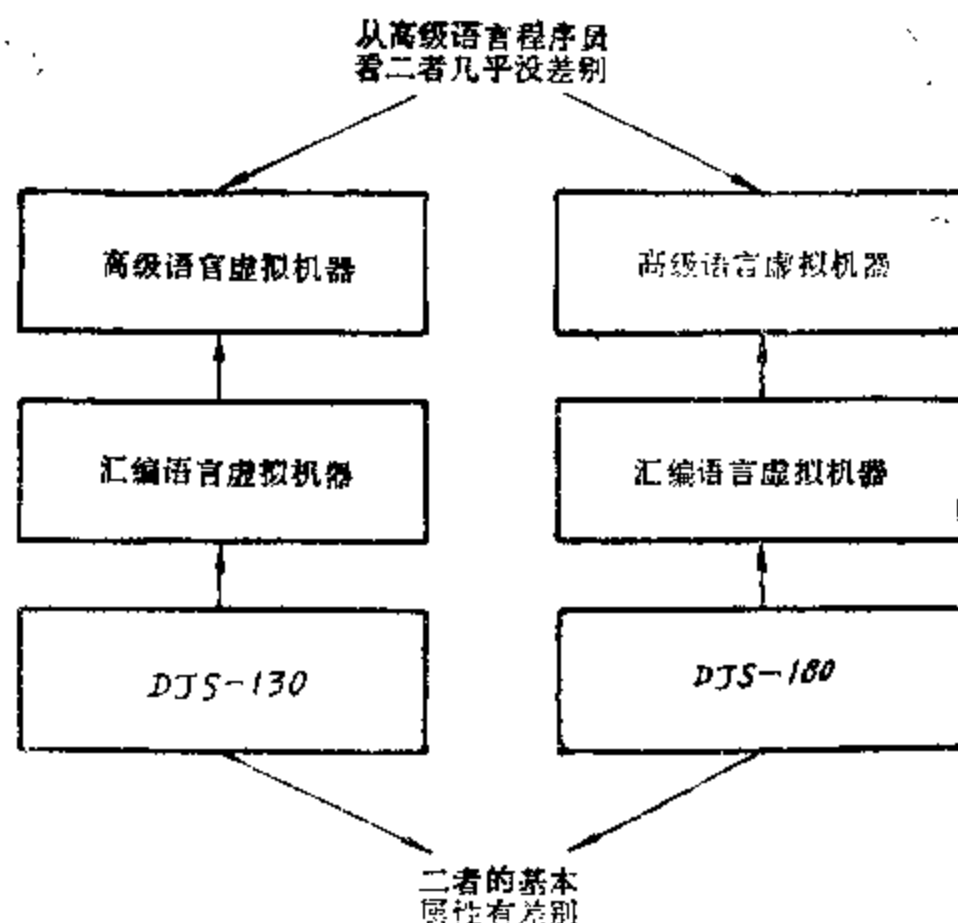 从高级语言程序员
看二者几乎没差别
高级语言虚拟机器
高级语言虚拟机器
汇编语言虚拟机器
汇编语言虚拟机器
DJS-130
DJS-180
二者的基本
属性有差别